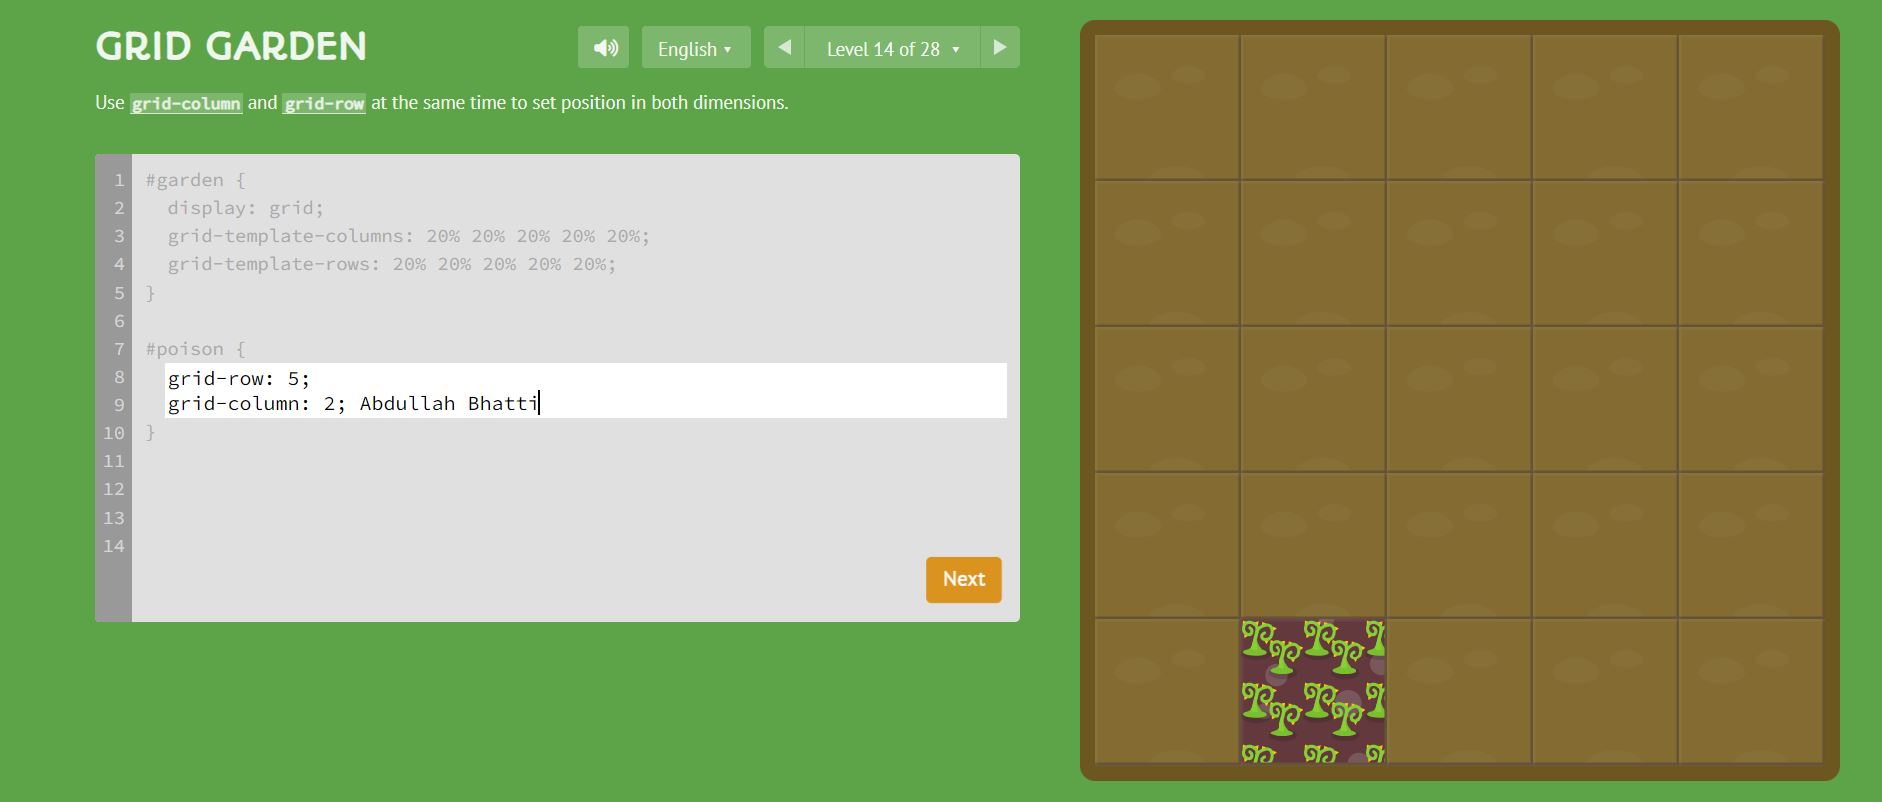 GRID GARDEN
English ▾
Level 14 of 28 ▾
Use grid-column and grid-row at the same time to set position in both dimensions.
1 #garden {
2 display: grid;
3 grid-template-columns: 20% 20% 20% 20% 20%;
4 grid-template-rows: 20% 20% 20% 20% 20%;
5 }
6
7 #poison {
8 grid-row: 5;
9 grid-column: 2; Abdullah Bhatti
10 }
11
12
13
14
Next